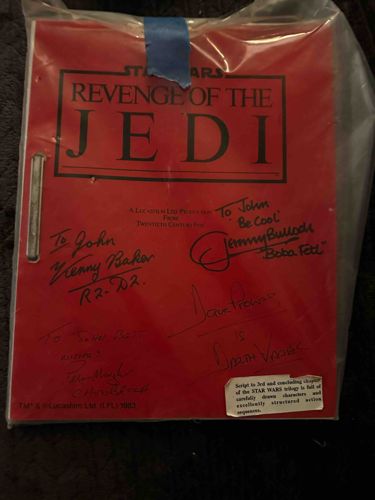 STAR WARS
REVENGE OF THE
JEDI
A LUCASFILM LTD PRODUCTION
FROM
TWENTIETH CENTURY FOX
To John
Be Cool
Jeremy Bulloch
"Boba Fett"
To John
Kenny Baker
R2-D2.
Dave Prowse
IS
DARTH VADER
TO JOHN
CHEWBACCA
TM & © Lucasfilm Ltd. (LFL) 1983
Script to 3rd and concluding chapter
of the STAR WARS trilogy is full of
carefully drawn characters and
excellently structured action
sequences.